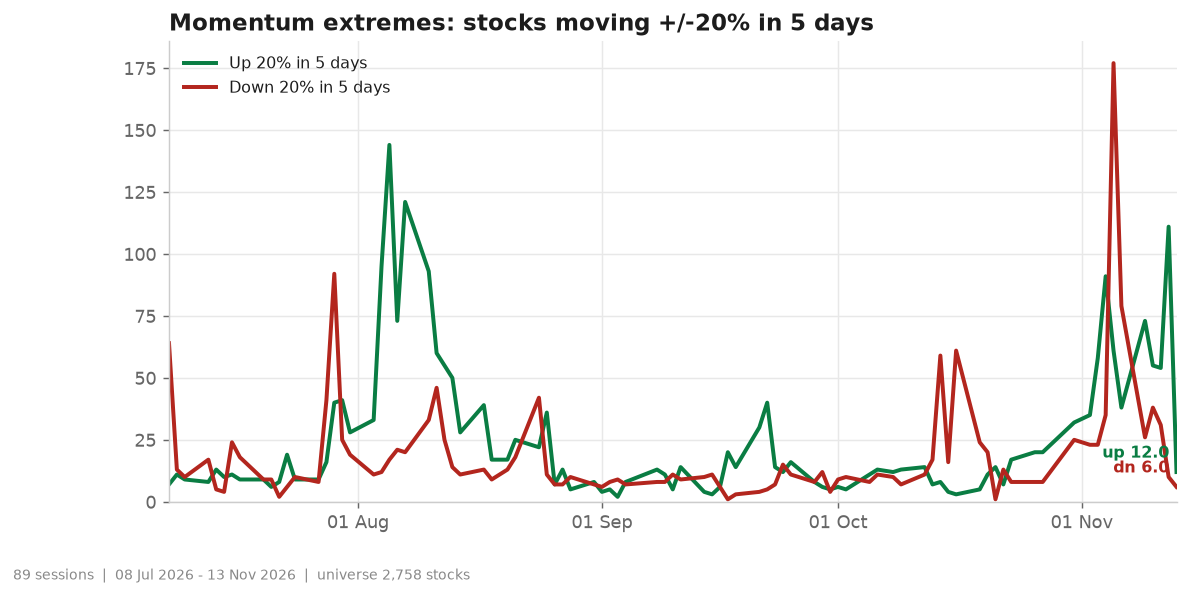 Momentum extremes: stocks moving +/-20% in 5 days
Up 20% in 5 days
Down 20% in 5 days
175
150
125
100
75
50
25
0
up 12.0
dn 6.0
01 Aug
01 Sep
01 Oct
01 Nov
89 sessions | 08 Jul 2026 - 13 Nov 2026 | universe 2,758 stocks